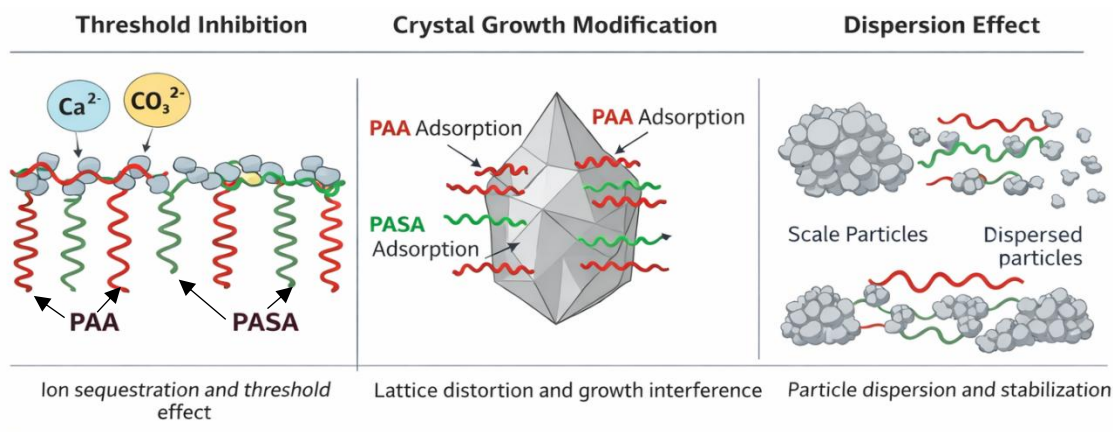 Threshold Inhibition
Crystal Growth Modification
Dispersion Effect
Ca²⁻
CO₃²⁻
PAA
PASA
PAA Adsorption
PAA Adsorption
PASA
Adsorption
Scale Particles
Dispersed
particles
Ion sequestration and threshold
effect
Lattice distortion and growth interference
Particle dispersion and stabilization